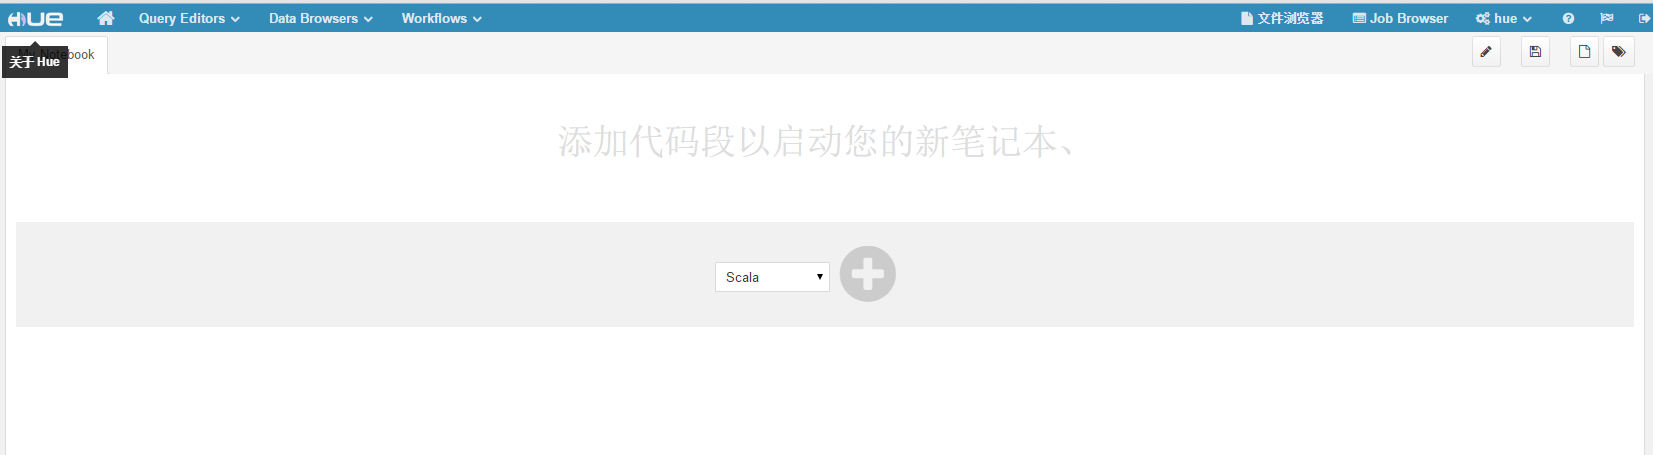 HUE Query Editors Data Browsers Workflows 文件浏览器 Job Browser hue
Notebook
关于 Hue
添加代码段以启动您的新笔记本、
Scala